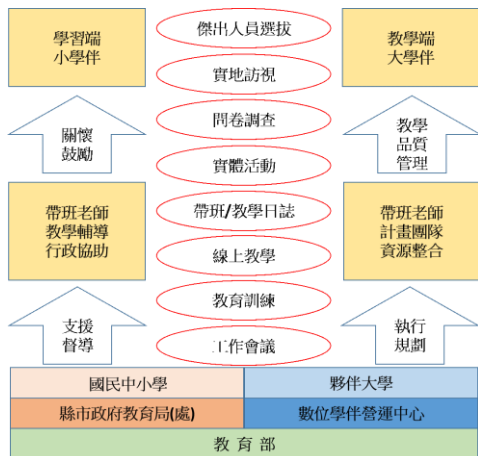 學習端
小學伴
傑出人員選拔
教學端
大學伴
實地訪視
關懷
鼓勵
問卷調查
教學
品質
管理
實體活動
帶班老師
教學輔導
行政協助
帶班/教學日誌
帶班老師
計畫團隊
資源整合
線上教學
支援
督導
教育訓練
執行
規劃
工作會議
國民中小學
夥伴大學
縣市政府教育局(處)
數位學伴營運中心
教 育 部